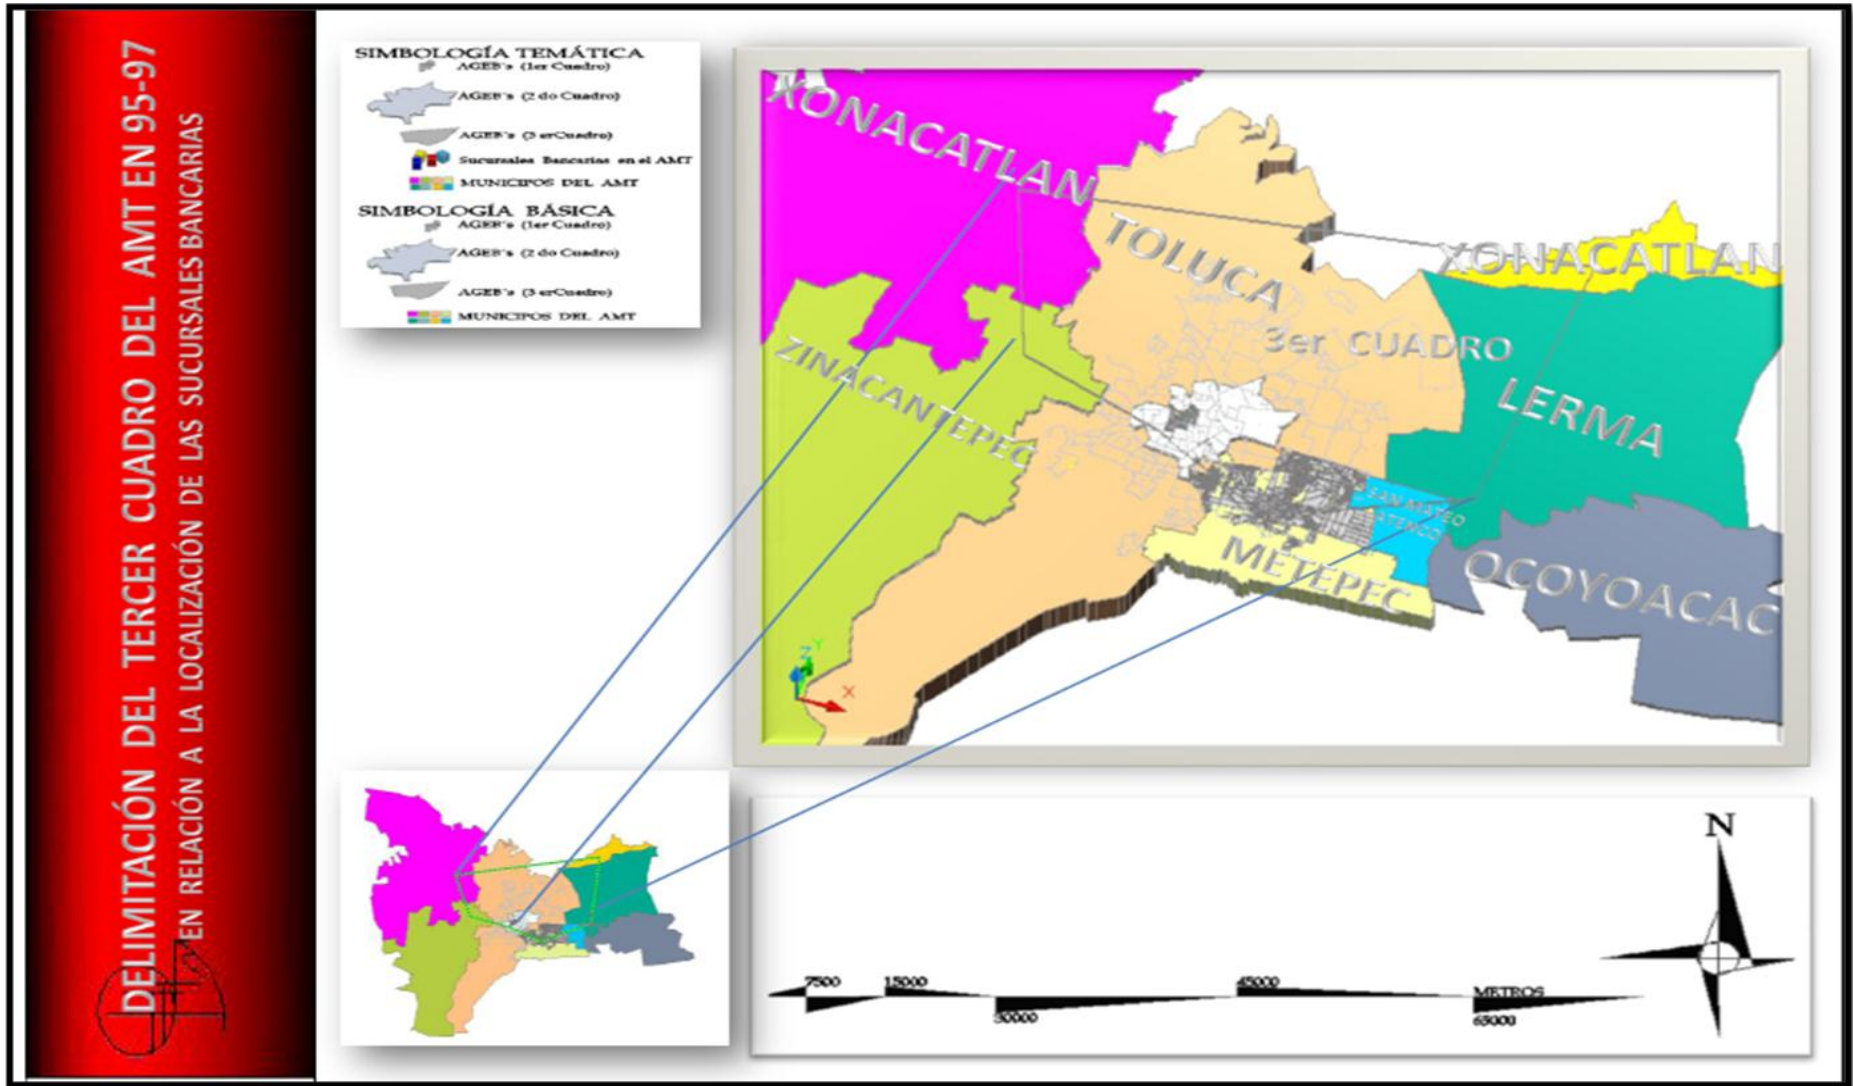 DELIMITACIÓN DEL TERCER CUADRO DEL AMT EN 95-97
EN RELACIÓN A LA LOCALIZACIÓN DE LAS SUCURSALES BANCARIAS
SIMBOLOGÍA TEMÁTICA
AGEB's (1er Cuadro)
AGEB's (2 do Cuadro)
AGEB's (3 erCuadro)
Sucursales Bancarias en el AMT
MUNICIPOS DEL AMT
SIMBOLOGÍA BÁSICA
AGEB's (1er Cuadro)
AGEB's (2 do Cuadro)
AGEB's (3 erCuadro)
MUNICIPOS DEL AMT
XONACATLAN
TOLUCA
XONACATLAN
3er CUADRO
ZINACANTEPEC
LERMA
SAN MATEO
ATENCO
METEPEC
OCOYOACAC
Z
Y
X
N
7500
15000
30000
45000
METROS
65000